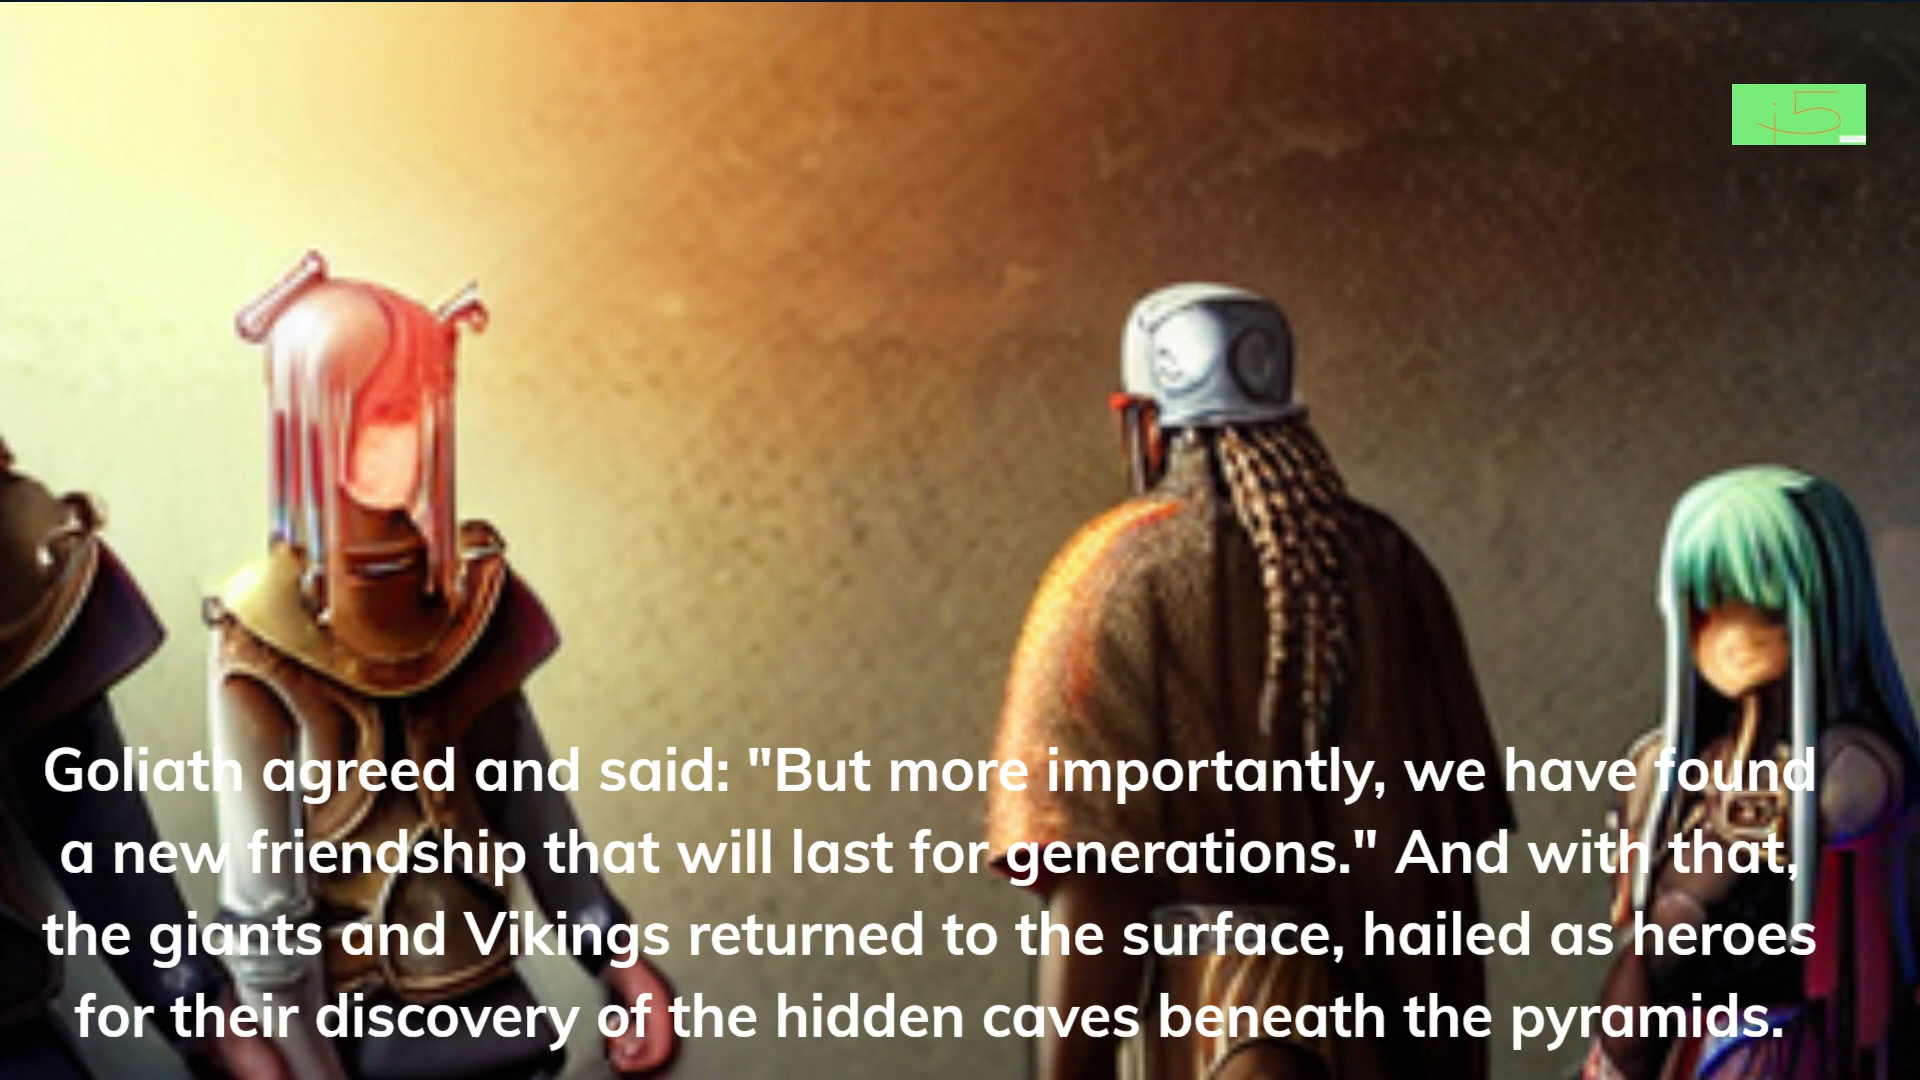 i5
Goliath agreed and said: "But more importantly, we have found
a new friendship that will last for generations." And with that,
the giants and Vikings returned to the surface, hailed as heroes
for their discovery of the hidden caves beneath the pyramids.